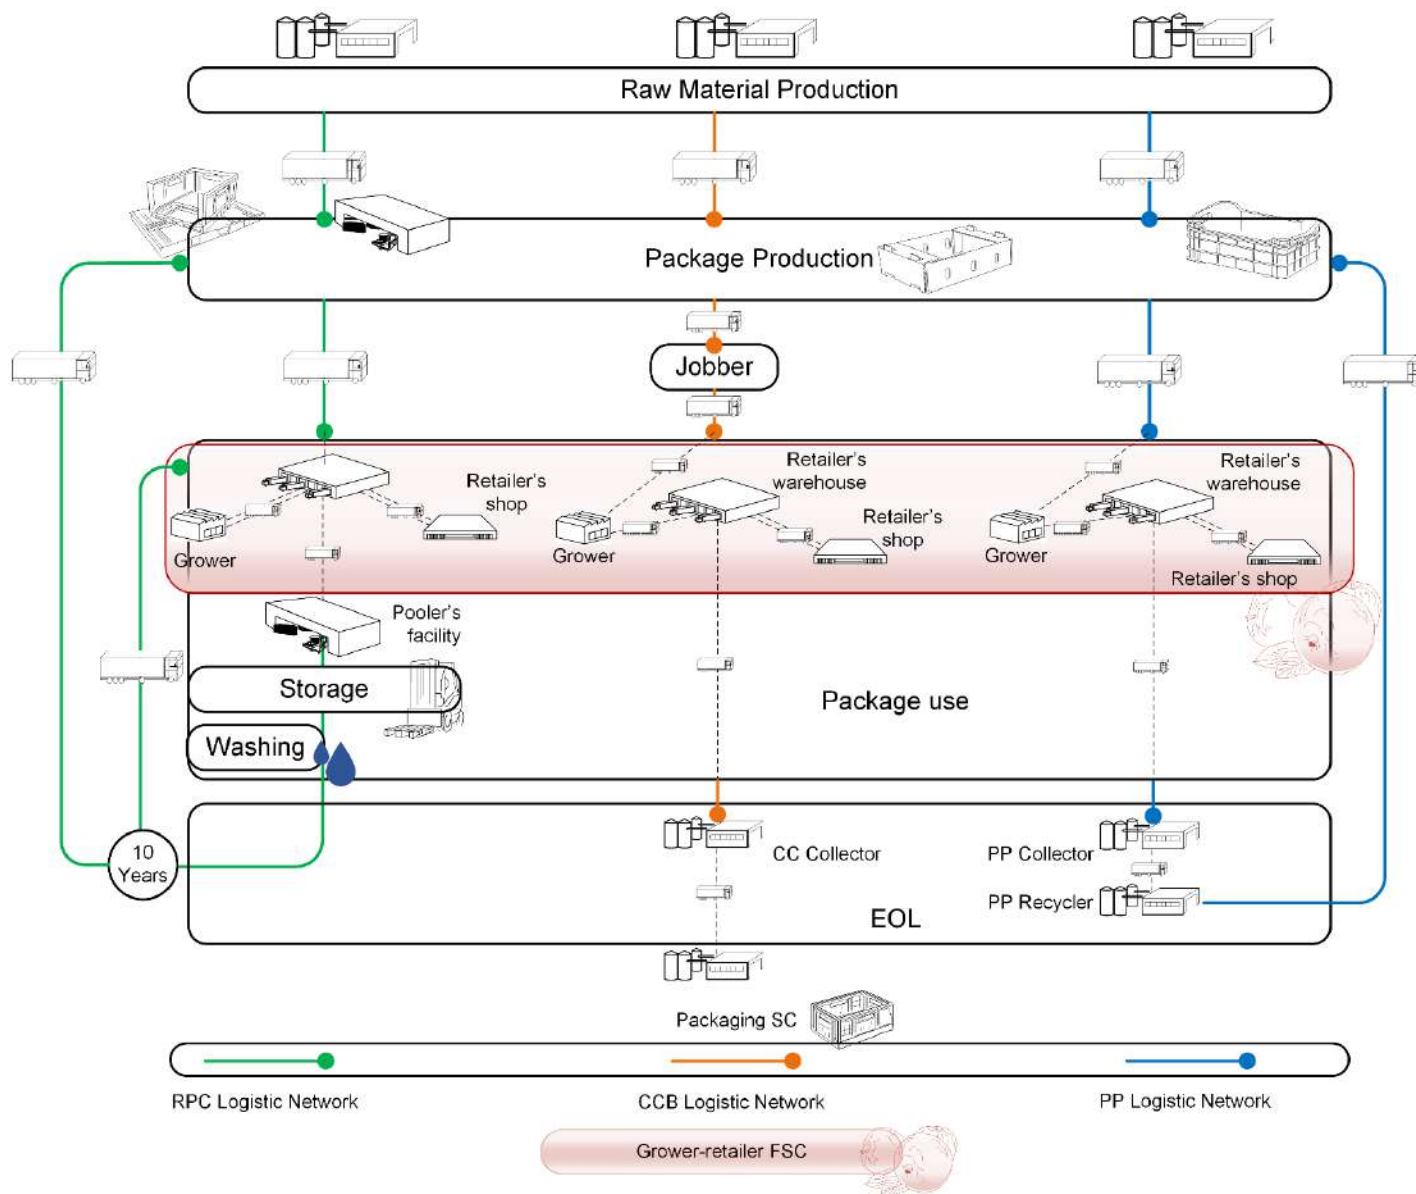 Raw Material Production
Package Production
Jobber
Retailer's
shop
Grower
Retailer's
warehouse
Retailer's
shop
Grower
Retailer's
warehouse
Grower
Retailer's shop
Pooler's
facility
Storage
Package use
Washing
10
Years
CC Collector
PP Collector
PP Recycler
EOL
Packaging SC
RPC Logistic Network
CCB Logistic Network
PP Logistic Network
Grower-retailer FSC